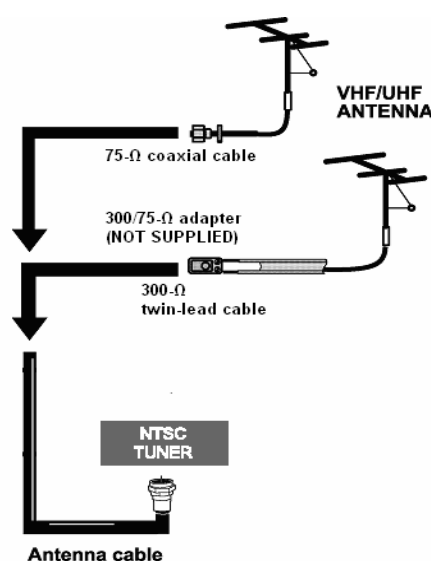 VHF/UHF
ANTENNA
75-Ω coaxial cable
300/75-Ω adapter
(NOT SUPPLIED)
300-Ω
twin-lead cable
NTSC
TUNER
Antenna cable